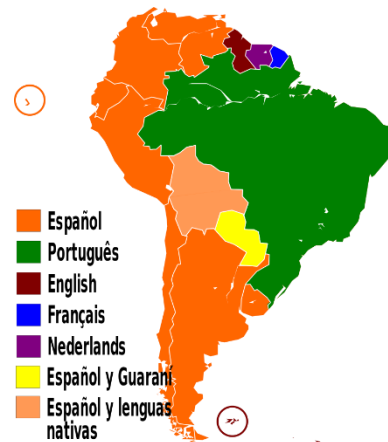 Español
Português
English
Français
Nederlands
Español y Guaraní
Español y lenguas
nativas